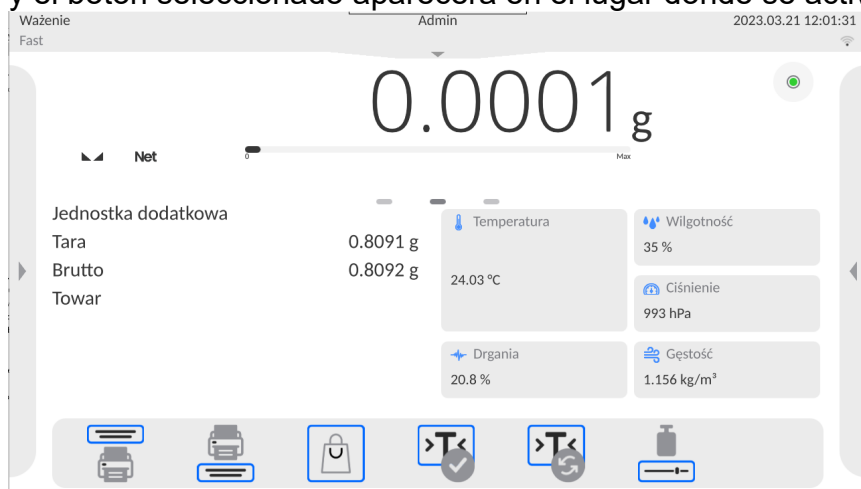 y el botón seleccionado aparecerá en el lugar donde se acti
Ważenie Admin 2023.03.21 12:01:31
Fast
0.0001 g
Net 0 Max
Jednostka dodatkowa
Tara 0.8091 g
Brutto 0.8092 g
Towar
Temperatura
24.03 °C
Wilgotność
35 %
Ciśnienie
993 hPa
Drgania
20.8 %
Gęstość
1.156 kg/m³
>T<
>T<